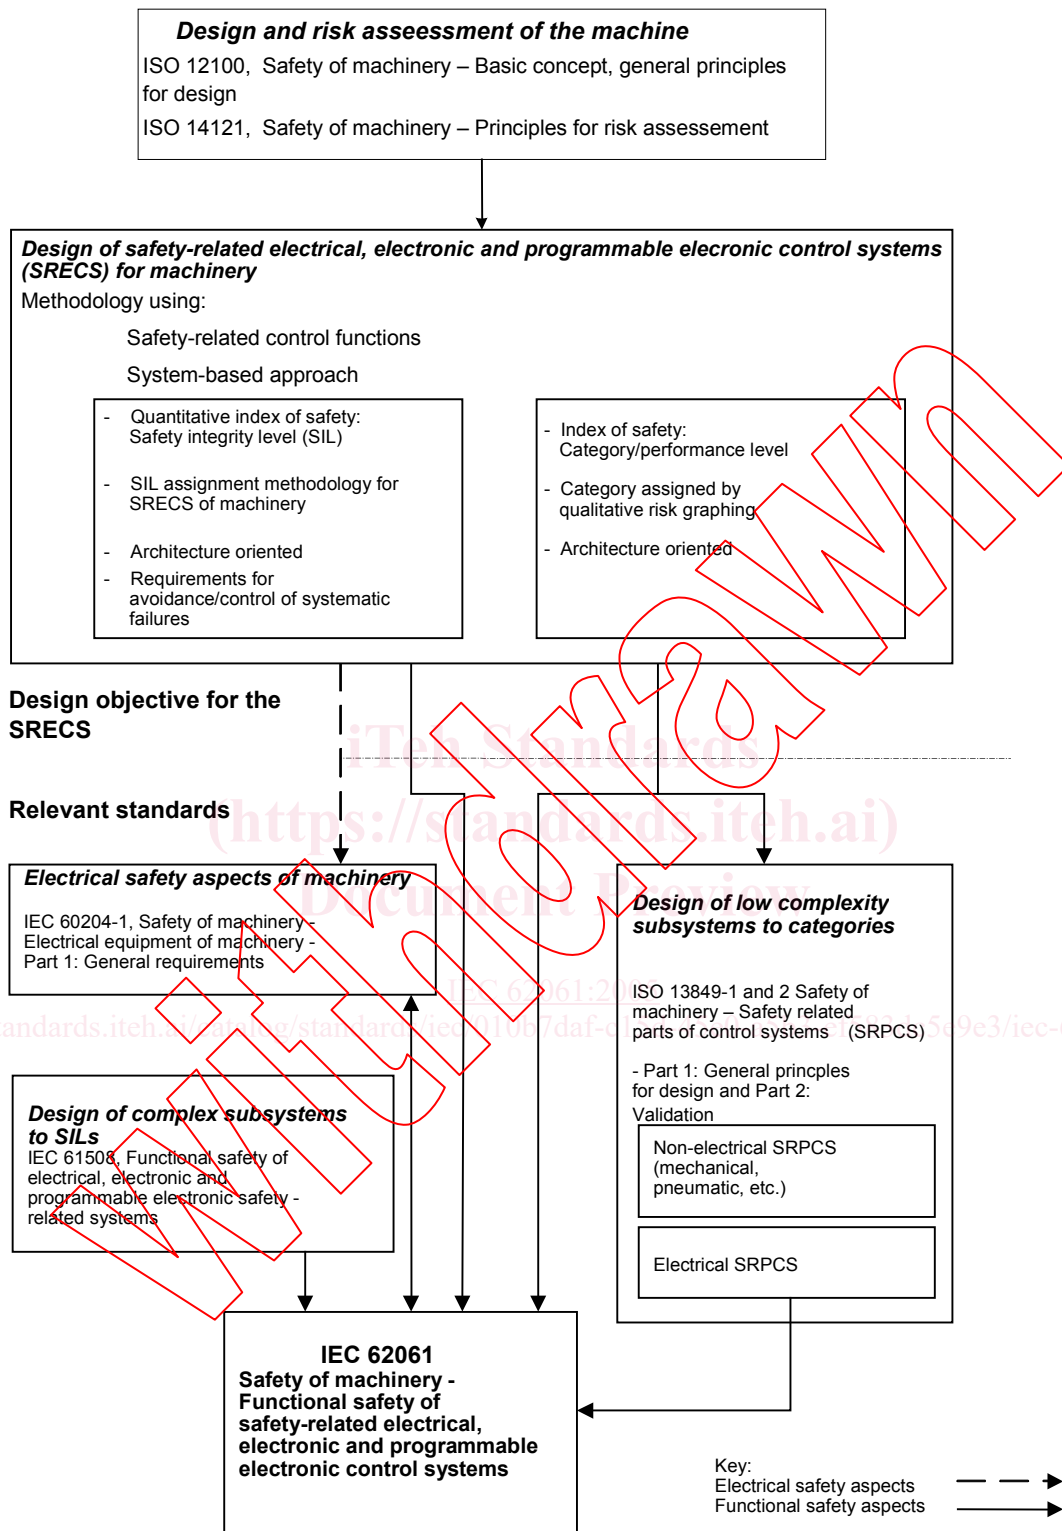 Design and risk asseessment of the machine
ISO 12100,  Safety of machinery – Basic concept, general principles
for design
ISO 14121,  Safety of machinery – Principles for risk assessement
Design of safety-related electrical, electronic and programmable elecronic control systems
(SRECS) for machinery
Methodology using:
Safety-related control functions
System-based approach
- Quantitative index of safety:
Safety integrity level (SIL)
- SIL assignment methodology for
SRECS of machinery
- Architecture oriented
- Requirements for
avoidance/control of systematic
failures
- Index of safety:
Category/performance level
- Category assigned by
qualitative risk graphing
- Architecture oriented
Design objective for the
SRECS
iTeh Standards
Relevant standards
(https://standards.iteh.ai)
Document Preview
Electrical safety aspects of machinery
IEC 60204-1, Safety of machinery -
Electrical equipment of machinery -
Part 1: General requirements
Design of low complexity
subsystems to categories
IEC 62061:
ISO 13849-1 and 2 Safety of
machinery – Safety related
parts of control systems   (SRPCS)
- Part 1: General princples
for design and Part 2:
Validation
Non-electrical SRPCS
(mechanical,
pneumatic, etc.)
Electrical SRPCS
Design of complex subsystems
to SILs
IEC 61508, Functional safety of
electrical, electronic and
programmable electronic safety -
related systems
IEC 62061
Safety of machinery -
Functional safety of
safety-related electrical,
electronic and programmable
electronic control systems
Key:
Electrical safety aspects
Functional safety aspects
Withdrawn